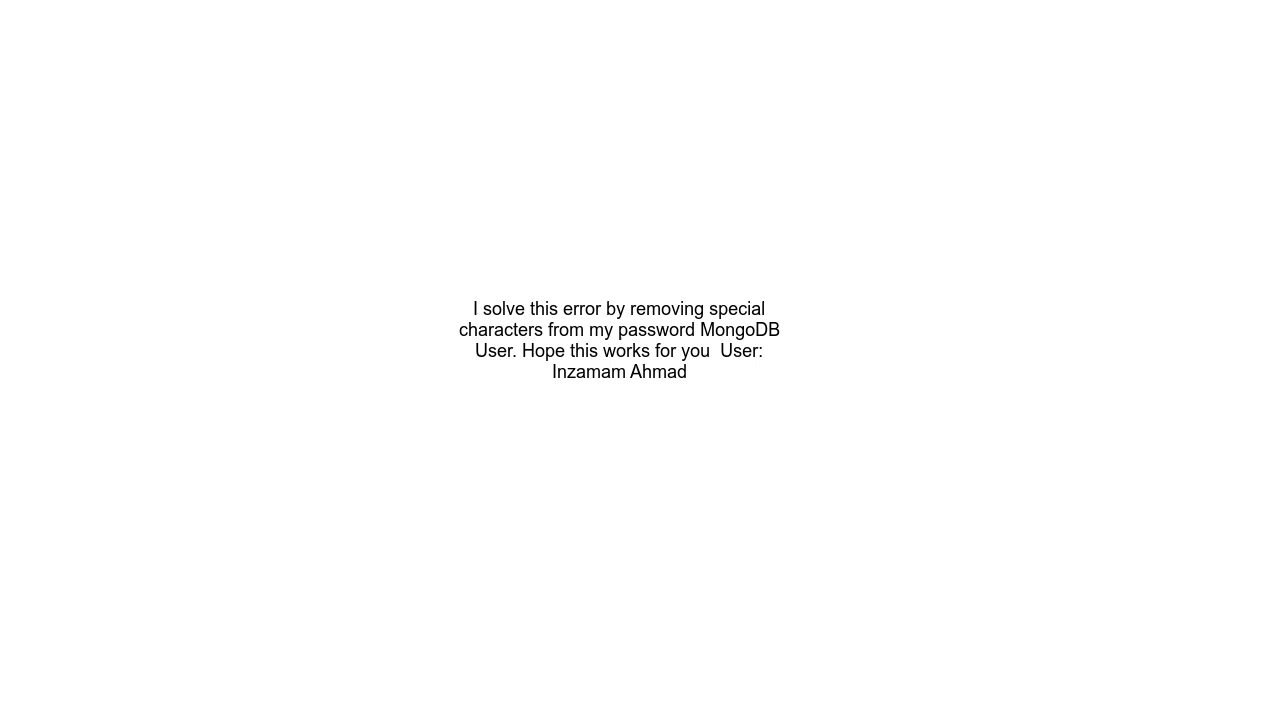 I solve this error by removing special
characters from my password MongoDB
User. Hope this works for you  User:
Inzamam Ahmad